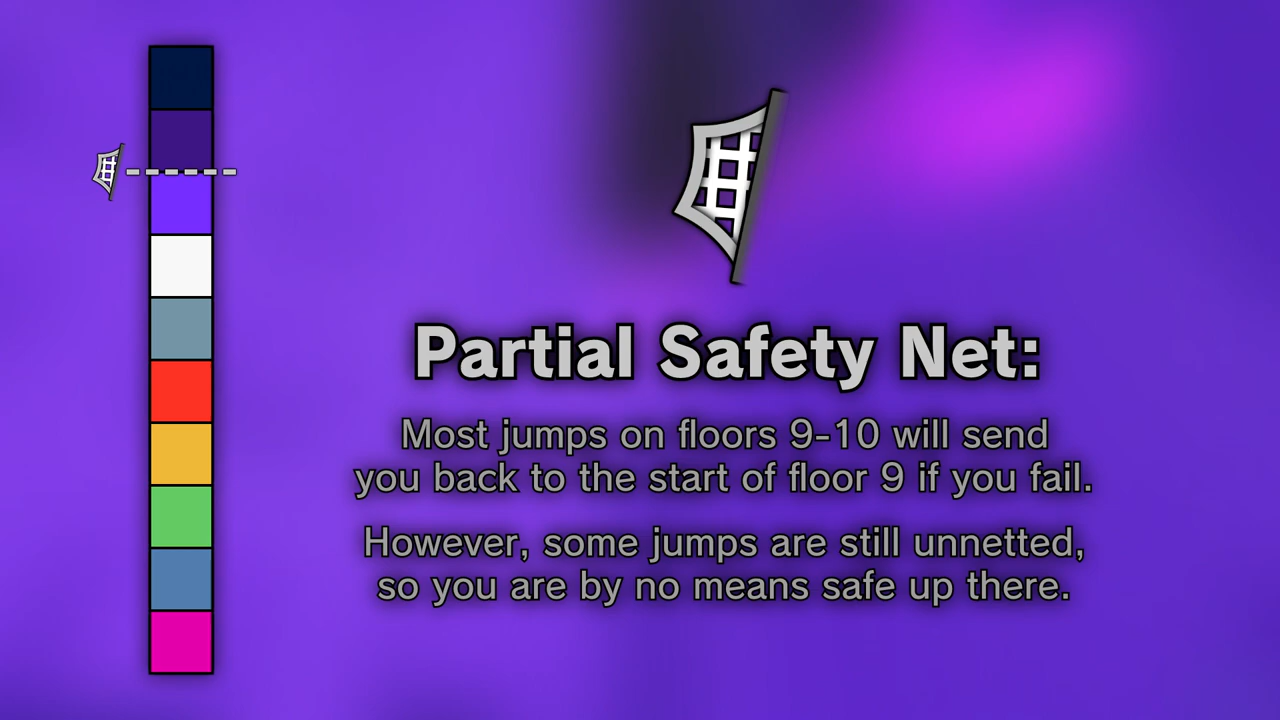 Partial Safety Net:
Most jumps on floors 9-10 will send
you back to the start of floor 9 if you fail.
However, some jumps are still unnetted,
so you are by no means safe up there.